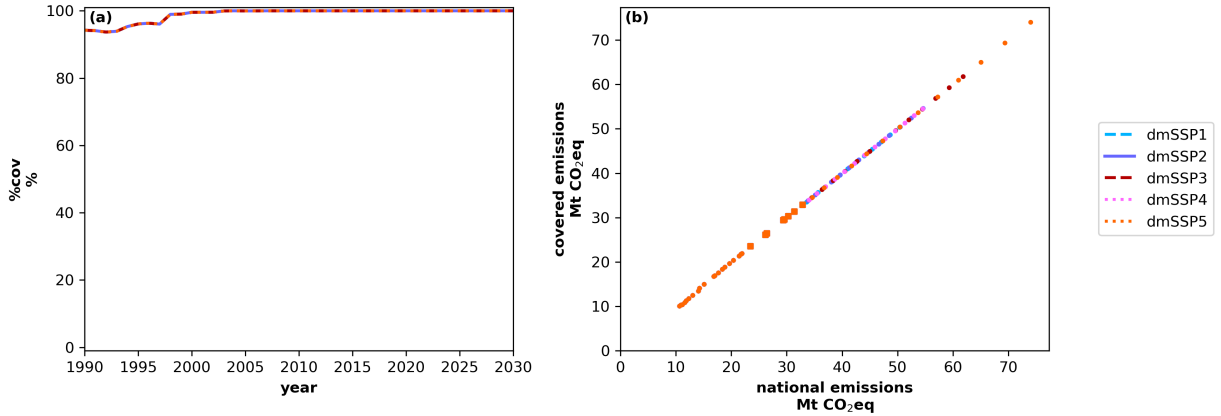 (a)
100
80
60
40
20
0
%cov
%
1990 1995 2000 2005 2010 2015 2020 2025 2030
year
(b)
70
60
50
40
30
20
10
0
covered emissions
Mt CO₂eq
0 10 20 30 40 50 60 70
national emissions
Mt CO₂eq
dmSSP1
dmSSP2
dmSSP3
dmSSP4
dmSSP5